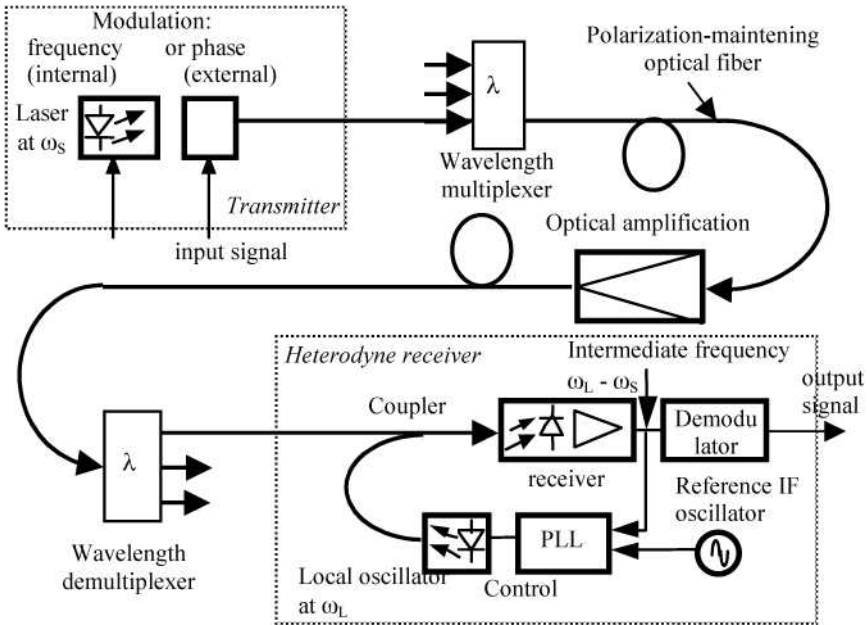 Modulation:
frequency or phase
(internal) (external)
Laser
at ωS
Transmitter
input signal
λ
Wavelength
multiplexer
Polarization-maintening
optical fiber
Optical amplification
Heterodyne receiver
Intermediate frequency
ωL - ωS
output
signal
Coupler
Demodu
lator
receiver
λ
Wavelength
demultiplexer
Reference IF
oscillator
PLL
Control
Local oscillator
at ωL